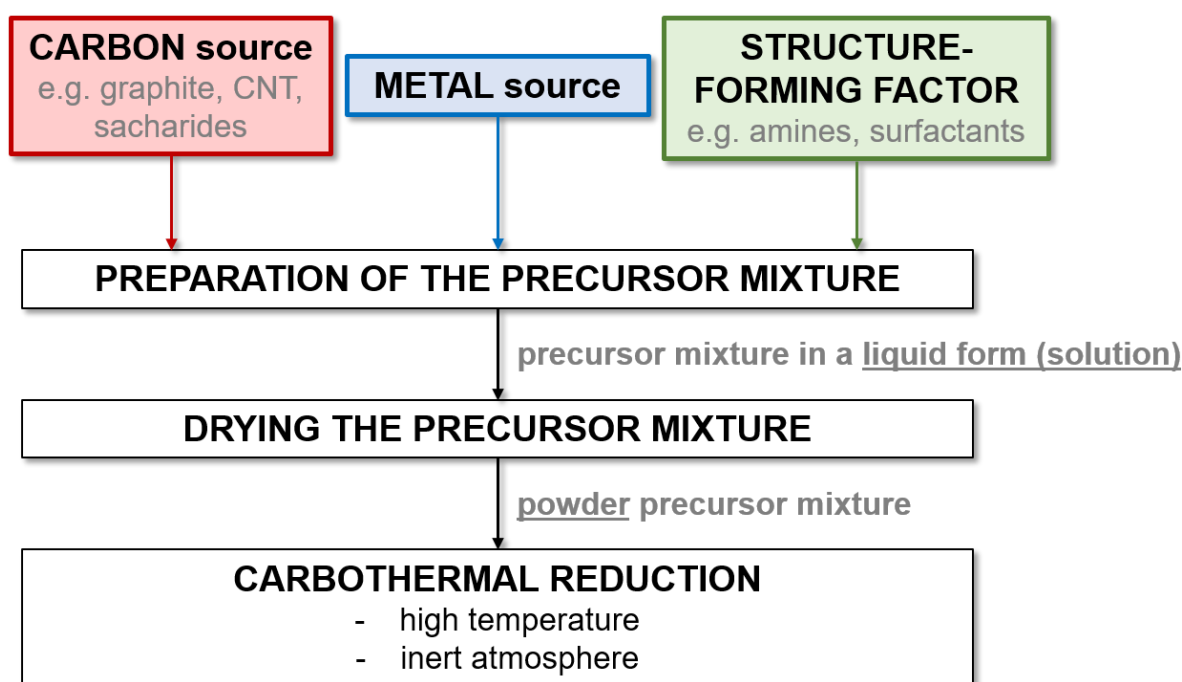 CARBON source
e.g. graphite, CNT,
sacharides
METAL source
STRUCTURE-
FORMING FACTOR
e.g. amines, surfactants
PREPARATION OF THE PRECURSOR MIXTURE
precursor mixture in a liquid form (solution)
DRYING THE PRECURSOR MIXTURE
powder precursor mixture
CARBOTHERMAL REDUCTION
- high temperature
- inert atmosphere